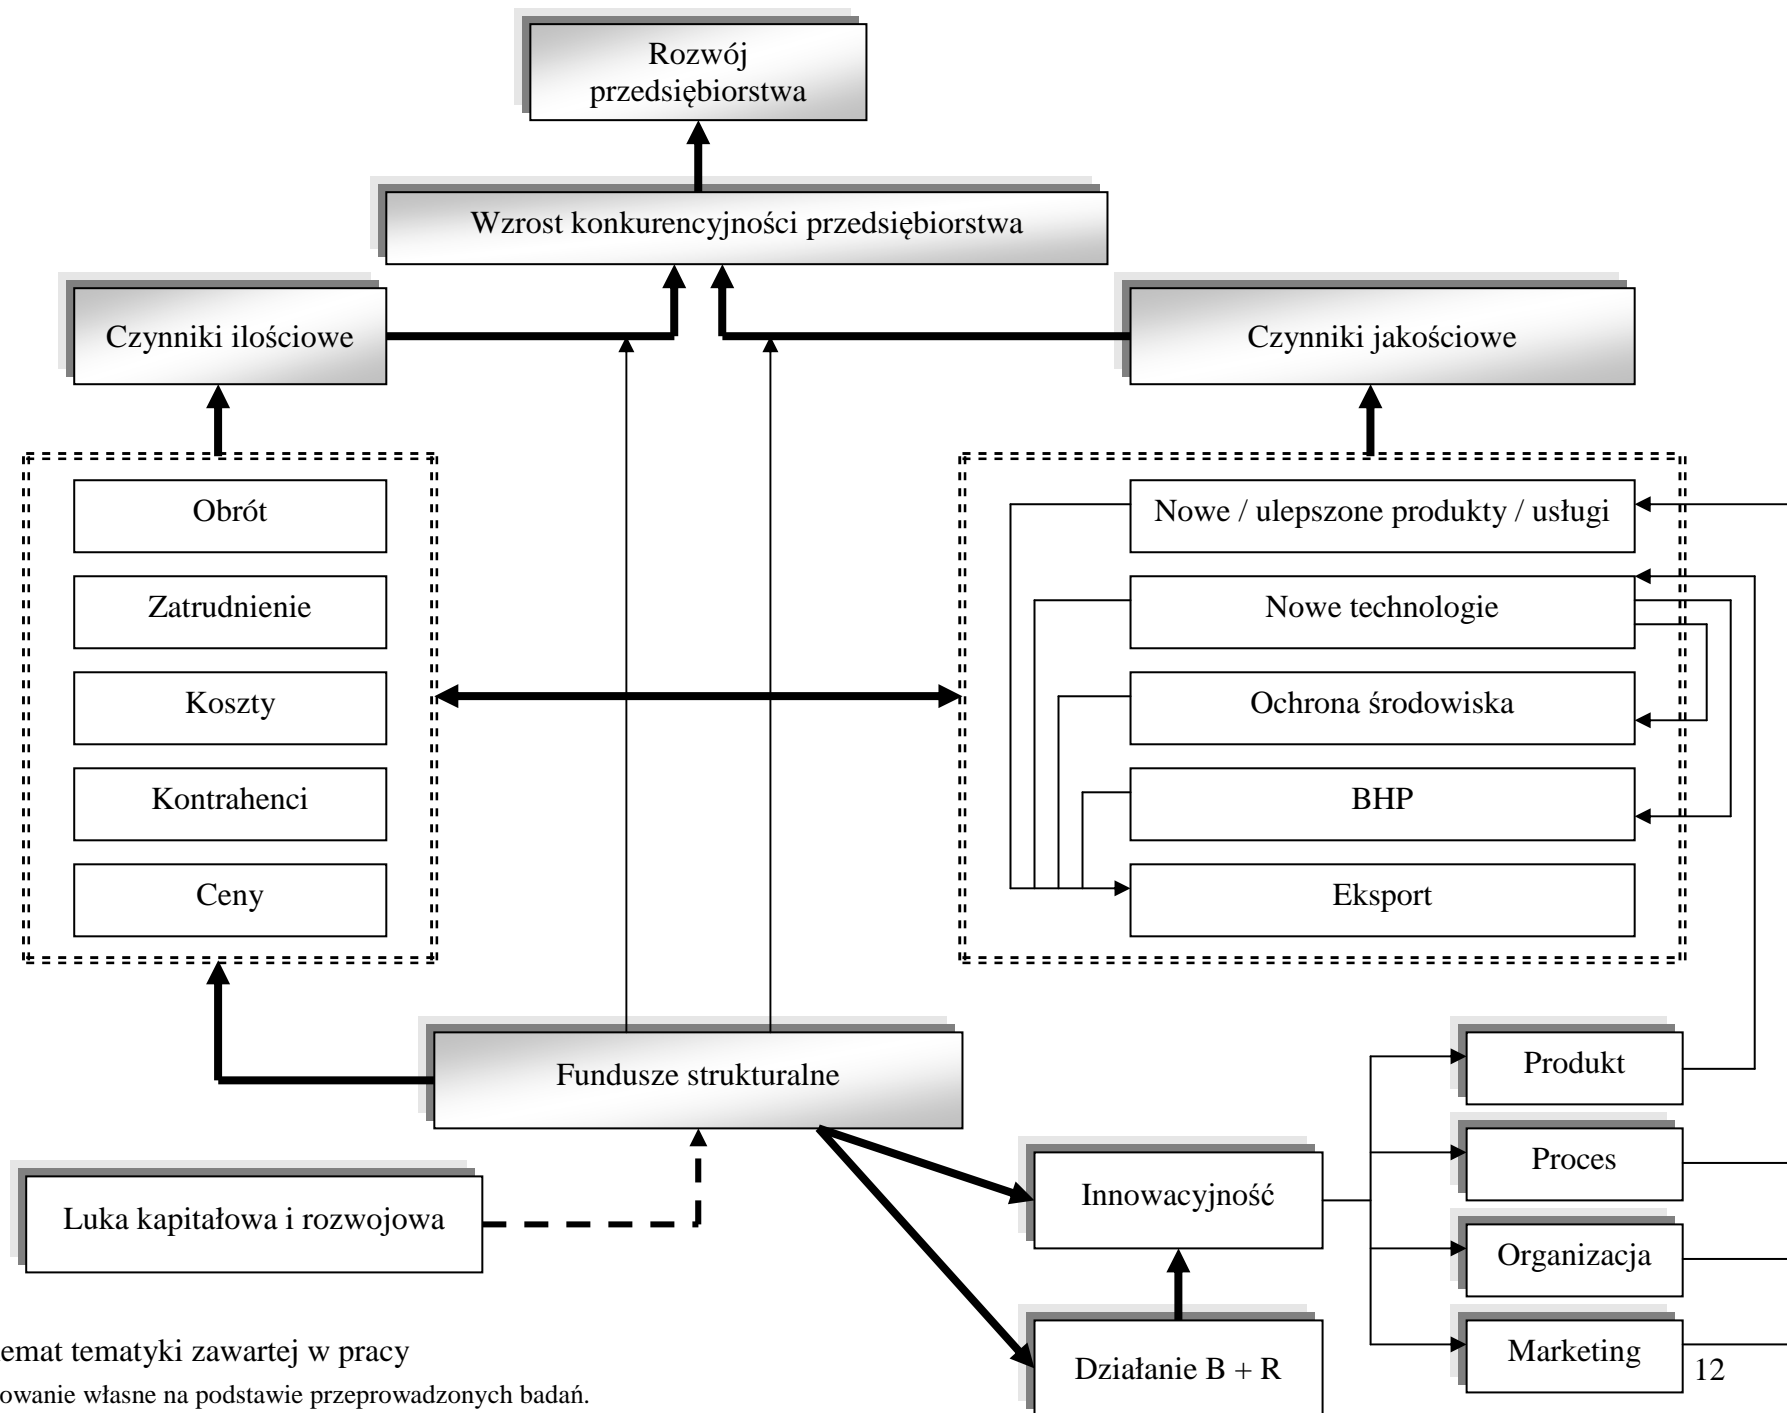 Rozwój
przedsiębiorstwa
Wzrost konkurencyjności przedsiębiorstwa
Czynniki ilościowe
Czynniki jakościowe
Obrót
Zatrudnienie
Koszty
Kontrahenci
Ceny
Nowe / ulepszone produkty / usługi
Nowe technologie
Ochrona środowiska
BHP
Eksport
Fundusze strukturalne
Luka kapitałowa i rozwojowa
Innowacyjność
Działanie B + R
Produkt
Proces
Organizacja
Marketing
12
emat tematyki zawartej w pracy
owanie własne na podstawie przeprowadzonych badań.